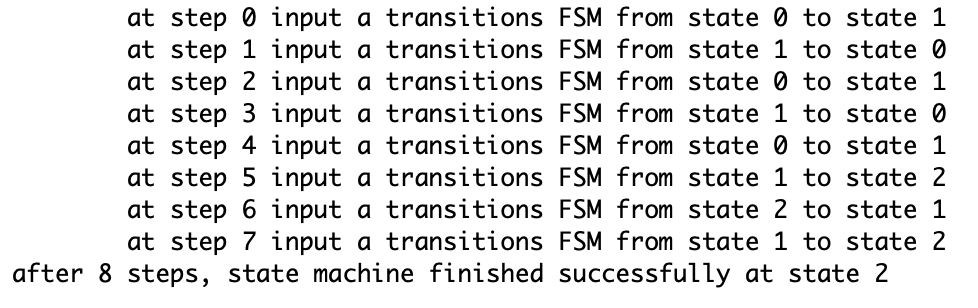 at step 0 input a transitions FSM from state 0 to state 1
at step 1 input a transitions FSM from state 1 to state 0
at step 2 input a transitions FSM from state 0 to state 1
at step 3 input a transitions FSM from state 1 to state 0
at step 4 input a transitions FSM from state 0 to state 1
at step 5 input a transitions FSM from state 1 to state 2
at step 6 input a transitions FSM from state 2 to state 1
at step 7 input a transitions FSM from state 1 to state 2
after 8 steps, state machine finished successfully at state 2